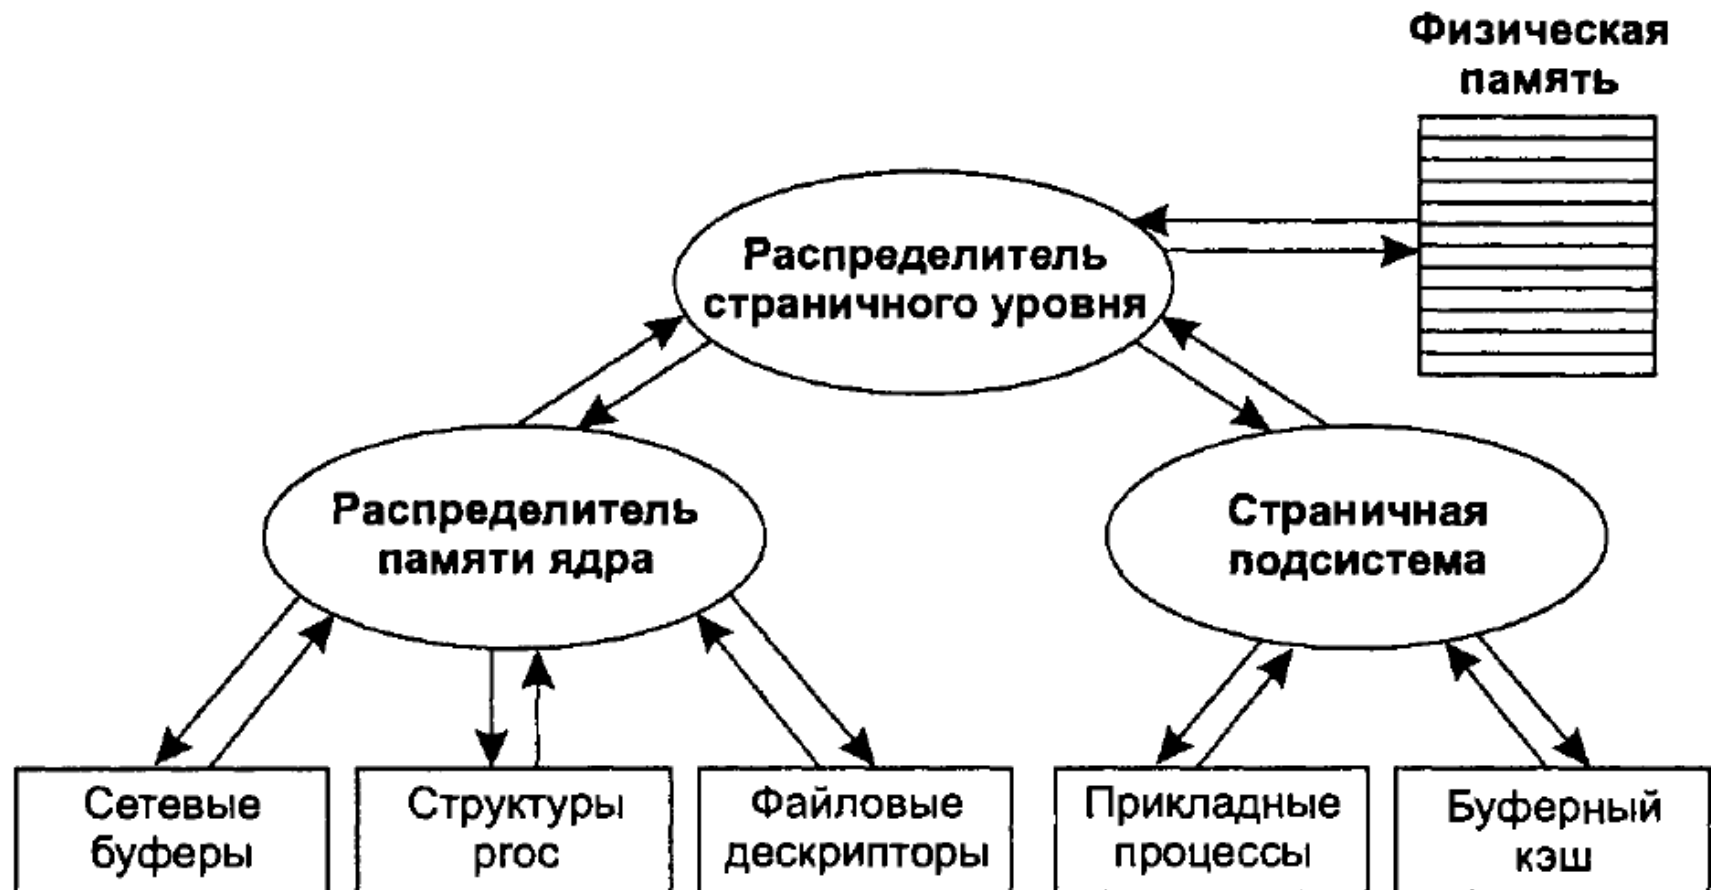 Физическая
память
Распределитель
страничного уровня
Распределитель
памяти ядра
Страничная
подсистема
Сетевые
буферы
Структуры
proc
Файловые
дескрипторы
Прикладные
процессы
Буферный
кэш